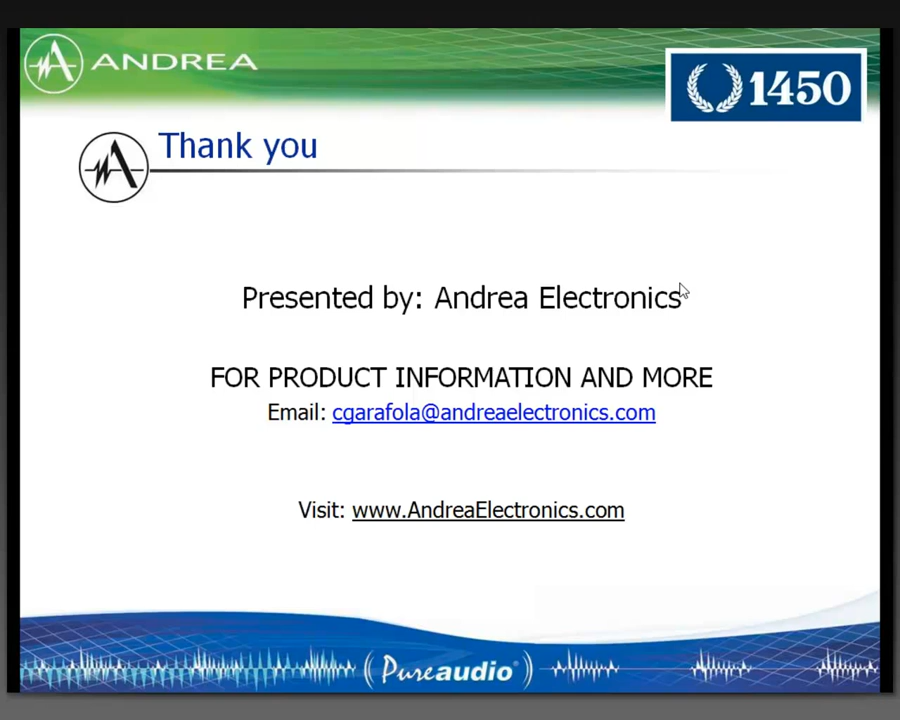 ANDREA
1450
Thank you
Presented by: Andrea Electronics
FOR PRODUCT INFORMATION AND MORE
Email: cgarafola@andreaelectronics.com
Visit: www.AndreaElectronics.com
(Pureaudio®)